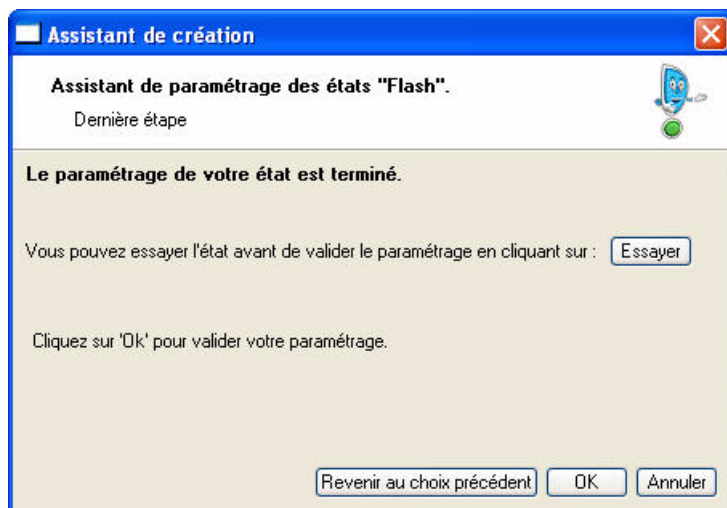 Assistant de création
Assistant de paramétrage des états "Flash".
Dernière étape
Le paramétrage de votre état est terminé.
Vous pouvez essayer l'état avant de valider le paramétrage en cliquant sur : Essayer
Cliquez sur 'Ok' pour valider votre paramétrage.
Revenir au choix précédent OK Annuler